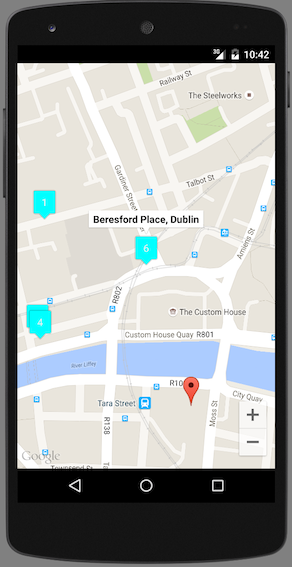 3G 10:42
Railway St
The Steelworks
Gardiner Street
Talbot St
1
Beresford Place, Dublin
Amiens St
6
R802
The Custom House
4
Custom House Quay R801
River Liffey
R10
City Quay
Tara Street
Moss St
R138
+
−
Google
Townsend St